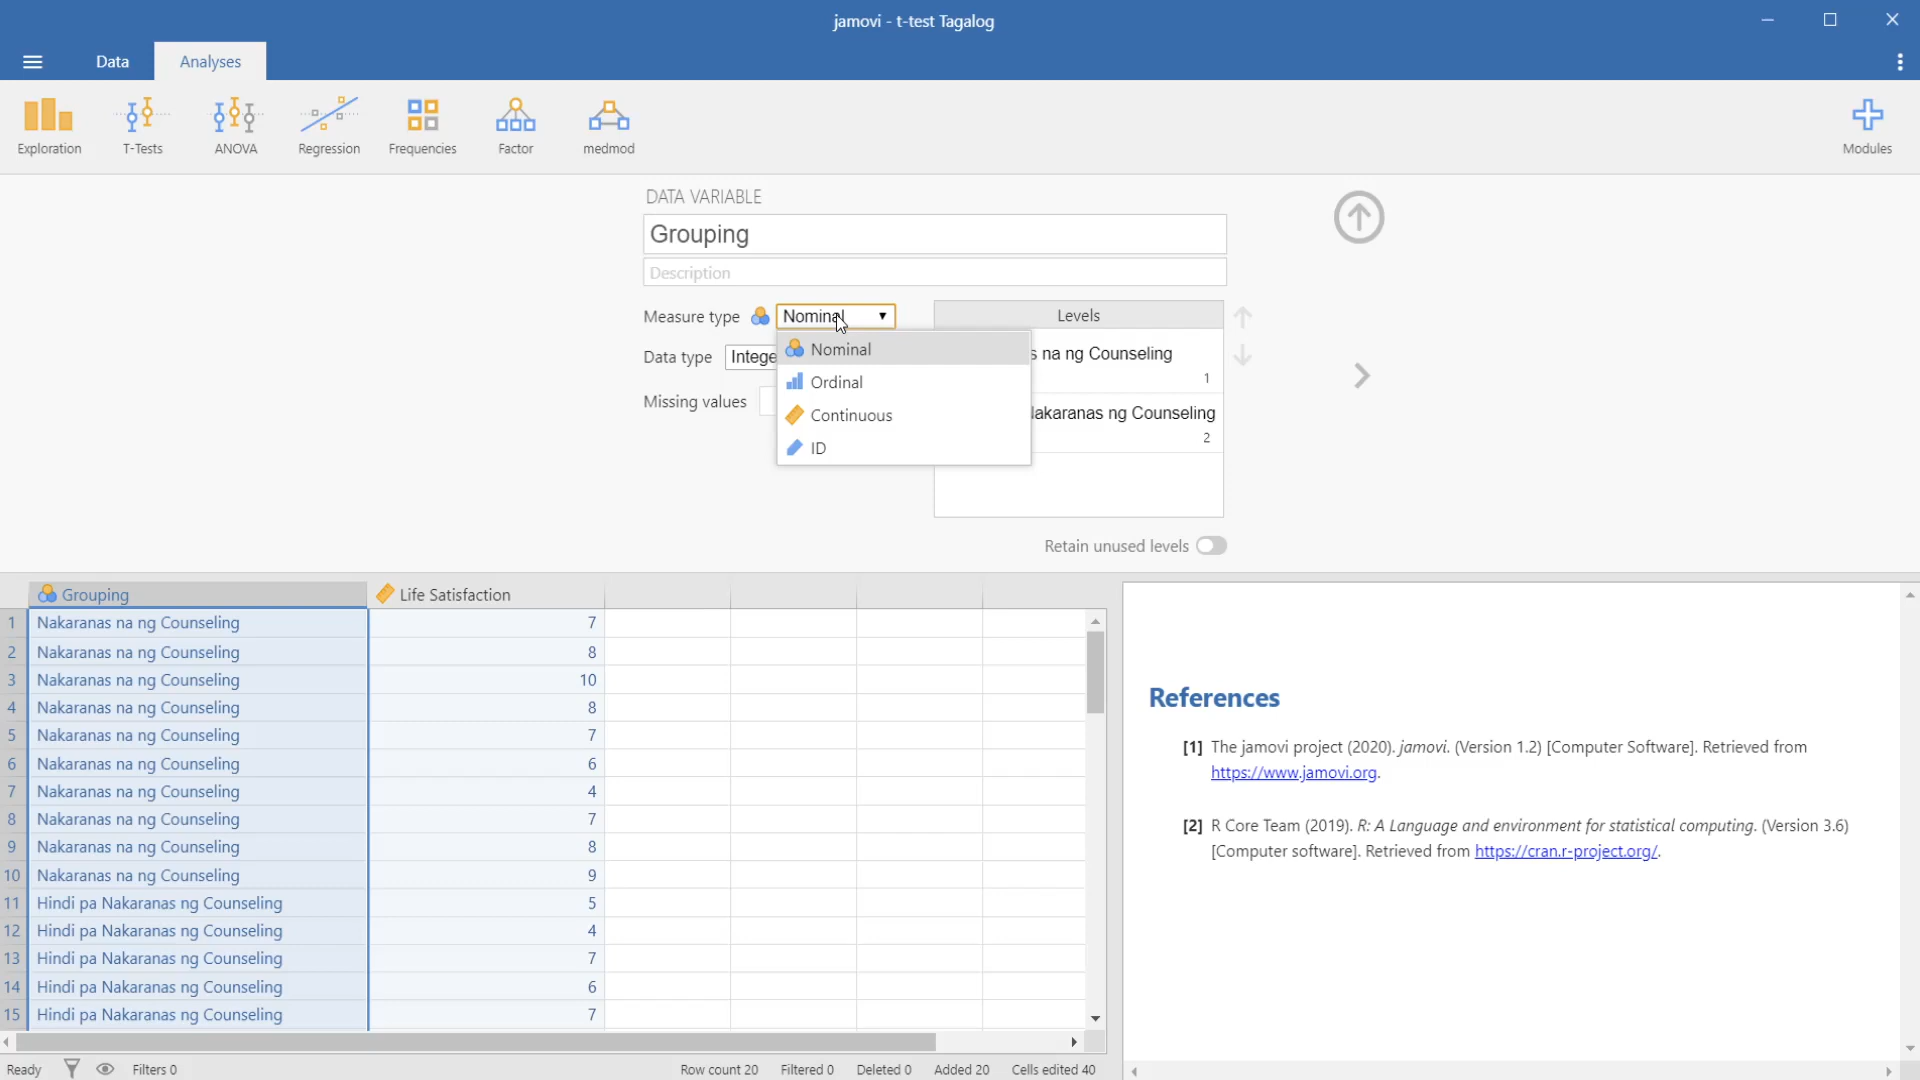 jamovi - t-test Tagalog
Data
Analyses
Exploration
T-Tests
ANOVA
Regression
Frequencies
Factor
medmod
Modules
DATA VARIABLE
Grouping
Description
Measure type
Nominal
Levels
Data type
Intege
Nominal
Ordinal
Continuous
ID
s na ng Counseling
1
Missing values
akaranas ng Counseling
2
Retain unused levels
Grouping
Life Satisfaction
1 Nakaranas na ng Counseling 7
2 Nakaranas na ng Counseling 8
3 Nakaranas na ng Counseling 10
4 Nakaranas na ng Counseling 8
5 Nakaranas na ng Counseling 7
6 Nakaranas na ng Counseling 6
7 Nakaranas na ng Counseling 4
8 Nakaranas na ng Counseling 7
9 Nakaranas na ng Counseling 8
10 Nakaranas na ng Counseling 9
11 Hindi pa Nakaranas ng Counseling 5
12 Hindi pa Nakaranas ng Counseling 4
13 Hindi pa Nakaranas ng Counseling 7
14 Hindi pa Nakaranas ng Counseling 6
15 Hindi pa Nakaranas ng Counseling 7
Ready
Filters 0
Row count 20
Filtered 0
Deleted 0
Added 20
Cells edited 40
References
[1] The jamovi project (2020). jamovi. (Version 1.2) [Computer Software]. Retrieved from
https://www.jamovi.org.
[2] R Core Team (2019). R: A Language and environment for statistical computing. (Version 3.6)
[Computer software]. Retrieved from https://cran.r-project.org/.